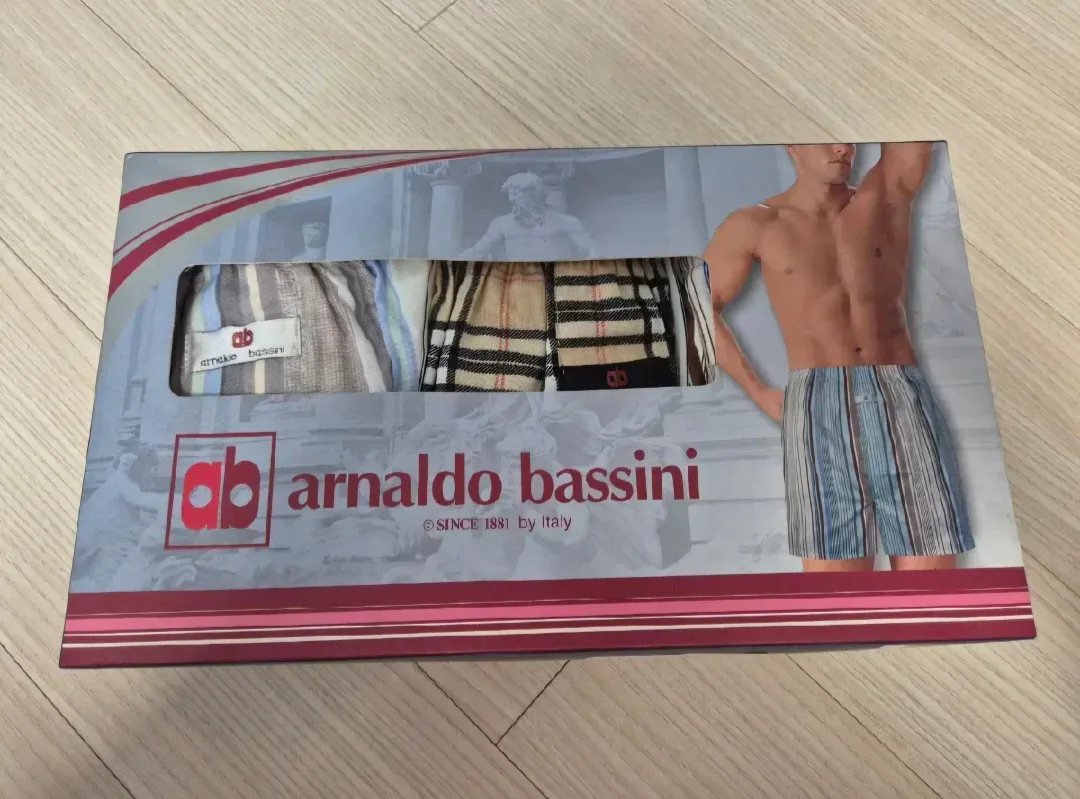 ab
arnaldo bassini
ab
ab arnaldo bassini
© SINCE 1881 by Italy